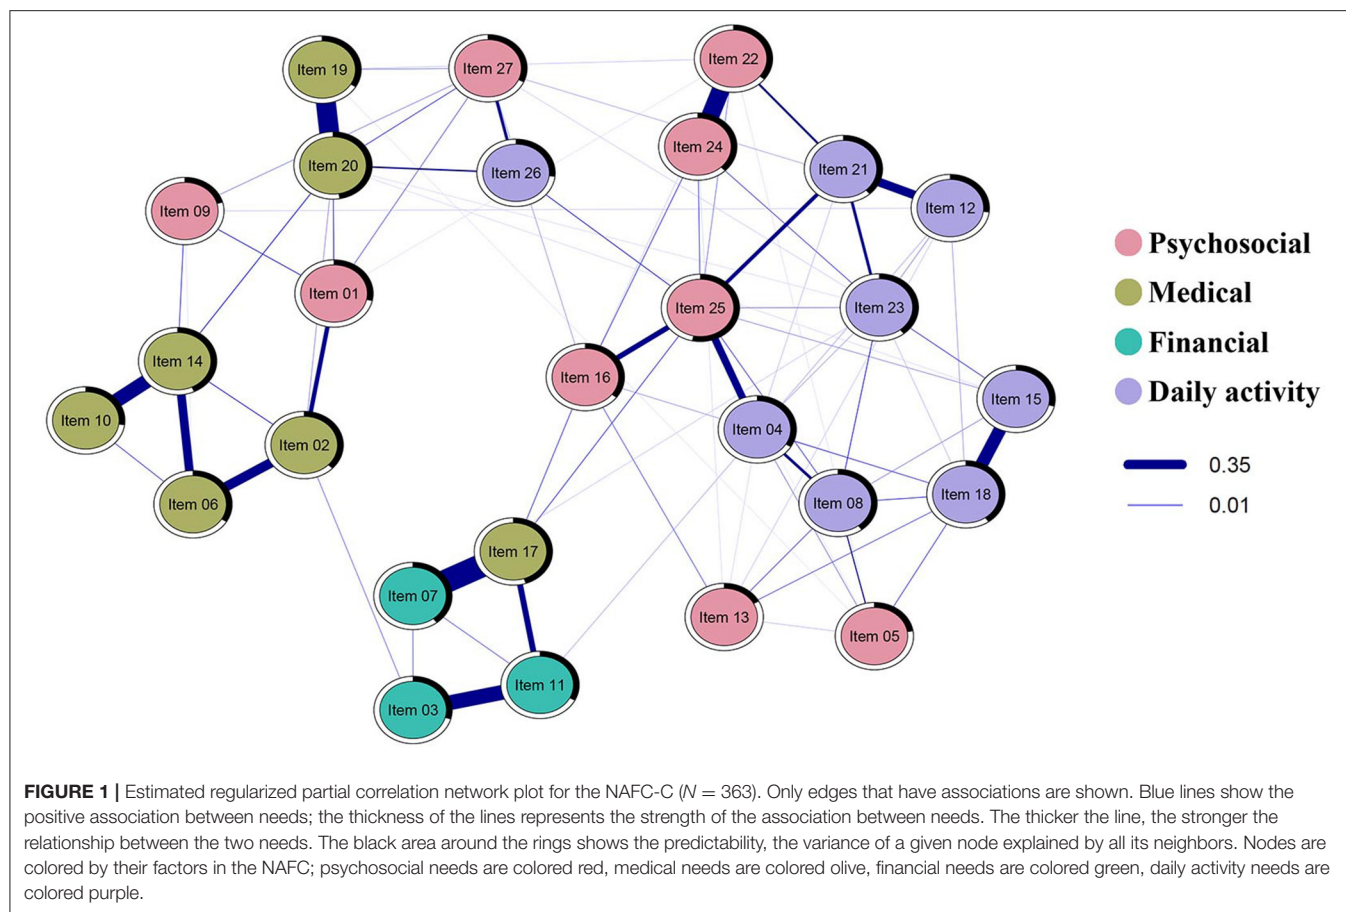 Item 22
Item 19
Item 27
Item 24
Item 20
Item 26
Item 21
Item 09
Item 12
Psychosocial
Item 01
Medical
Item 25
Item 23
Financial
Item 14
Item 16
Daily activity
Item 15
Item 10
Item 04
Item 02
0.35
Item 18
Item 06
Item 08
0.01
Item 17
Item 07
Item 13
Item 05
Item 11
Item 03
FIGURE 1 | Estimated regularized partial correlation network plot for the NAFC-C (N = 363). Only edges that have associations are shown. Blue lines show the
positive association between needs; the thickness of the lines represents the strength of the association between needs. The thicker the line, the stronger the
relationship between the two needs. The black area around the rings shows the predictability, the variance of a given node explained by all its neighbors. Nodes are
colored by their factors in the NAFC; psychosocial needs are colored red, medical needs are colored olive, financial needs are colored green, daily activity needs are
colored purple.